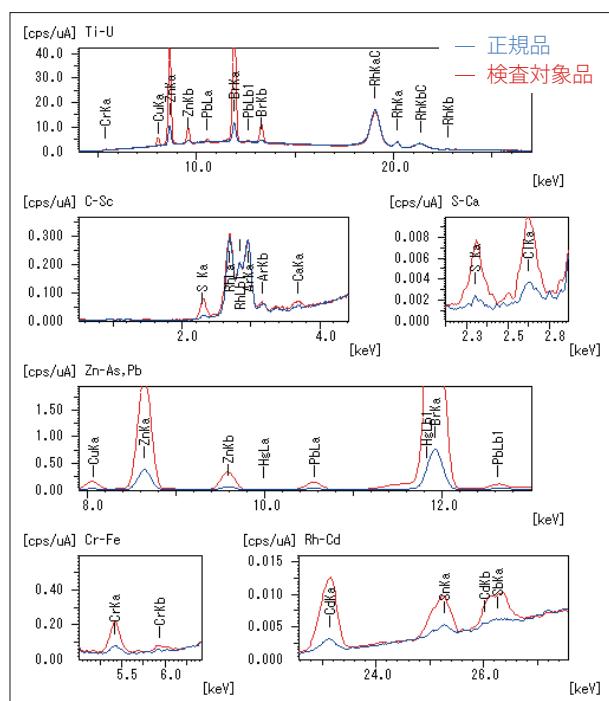 [cps/uA] Ti-U
正規品
検査対象品
50.0
40.0
30.0
20.0
10.0
0.0
CrKa
CuKa
ZnKa
ZnKb
PbLa
BrKa
PbLb1
BrKb
RhKaC
RhKa
RhKbC
RhKb
10.0 20.0
[keV]
[cps/uA] C-Sc
0.300
0.200
0.100
0.000
S Ka
RhLa
RhLb1
ArKa
ArKb
CaKa
2.0 4.0
[keV]
[cps/uA] S-Ca
0.008
0.006
0.004
0.002
0.000
S Ka
ClKa
2.3 2.5 2.8
[keV]
[cps/uA] Zn-As,Pb
1.50
1.00
0.50
0.00
CuKa
ZnKa
ZnKb
HgLa
PbLa
HgLb1
BrKa
PbLb1
8.0 10.0 12.0
[keV]
[cps/uA] Cr-Fe
0.40
0.20
0.00
CrKa
CrKb
5.5 6.0
[keV]
[cps/uA] Rh-Cd
0.015
0.010
0.005
0.000
CdKa
SnKa
CdKb
SbKa
24.0 26.0
[keV]